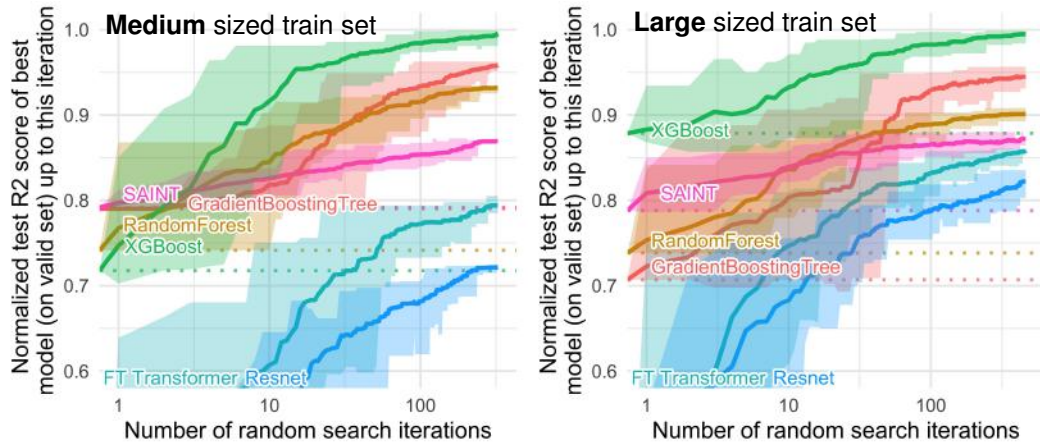 Medium sized train set
Normalized test R2 score of best
model (on valid set) up to this iteration
1.0
0.9
0.8
0.7
0.6
SAINT
GradientBoostingTree
RandomForest
XGBoost
FT Transformer
Resnet
1
10
100
Number of random search iterations
Large sized train set
Normalized test R2 score of best
model (on valid set) up to this iteration
1.0
0.9
0.8
0.7
0.6
XGBoost
SAINT
RandomForest
GradientBoostingTree
FT Transformer
Resnet
1
10
100
Number of random search iterations